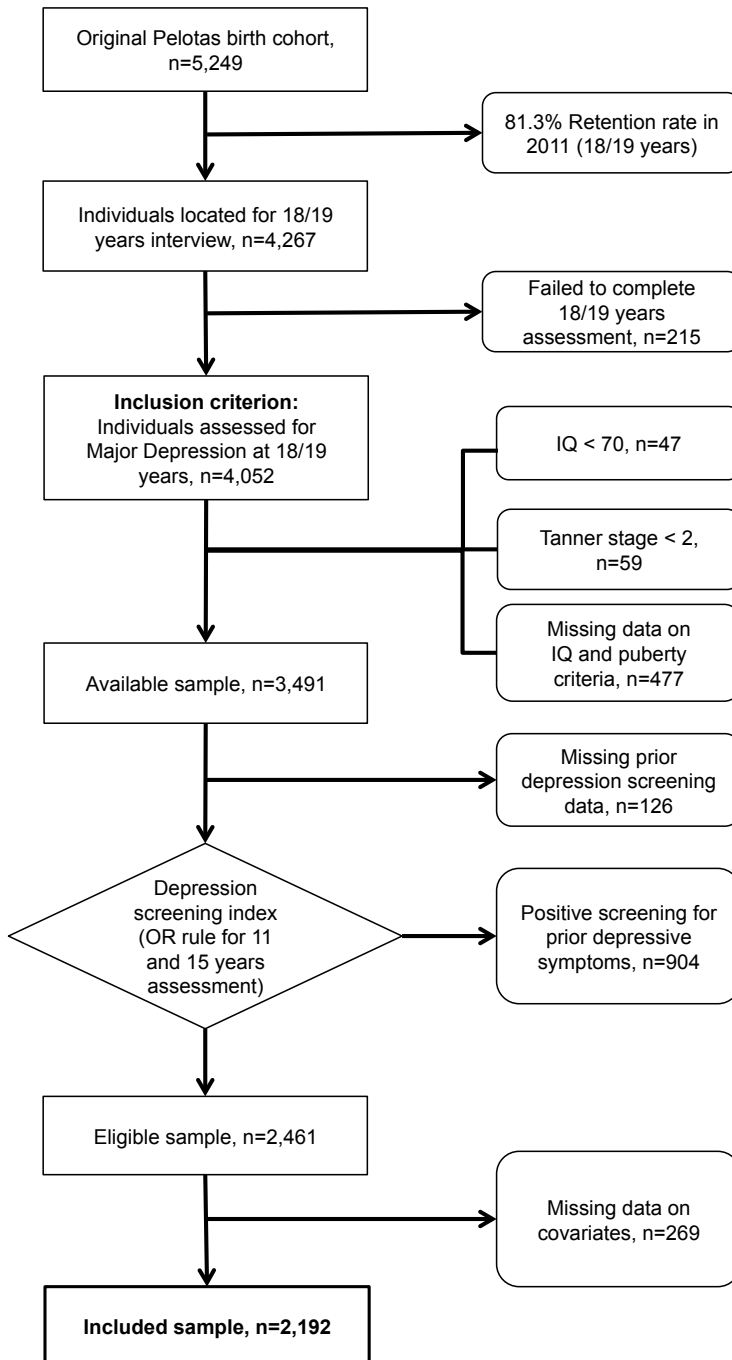 Original Pelotas birth cohort,
n=5,249
81.3% Retention rate in
2011 (18/19 years)
Individuals located for 18/19
years interview, n=4,267
Failed to complete
18/19 years
assessment, n=215
Inclusion criterion:
Individuals assessed for
Major Depression at 18/19
years, n=4,052
IQ < 70, n=47
Tanner stage < 2,
n=59
Missing data on
IQ and puberty
criteria, n=477
Available sample, n=3,491
Missing prior
depression screening
data, n=126
Depression
screening index
(OR rule for 11
and 15 years
assessment)
Positive screening for
prior depressive
symptoms, n=904
Eligible sample, n=2,461
Missing data on
covariates, n=269
Included sample, n=2,192